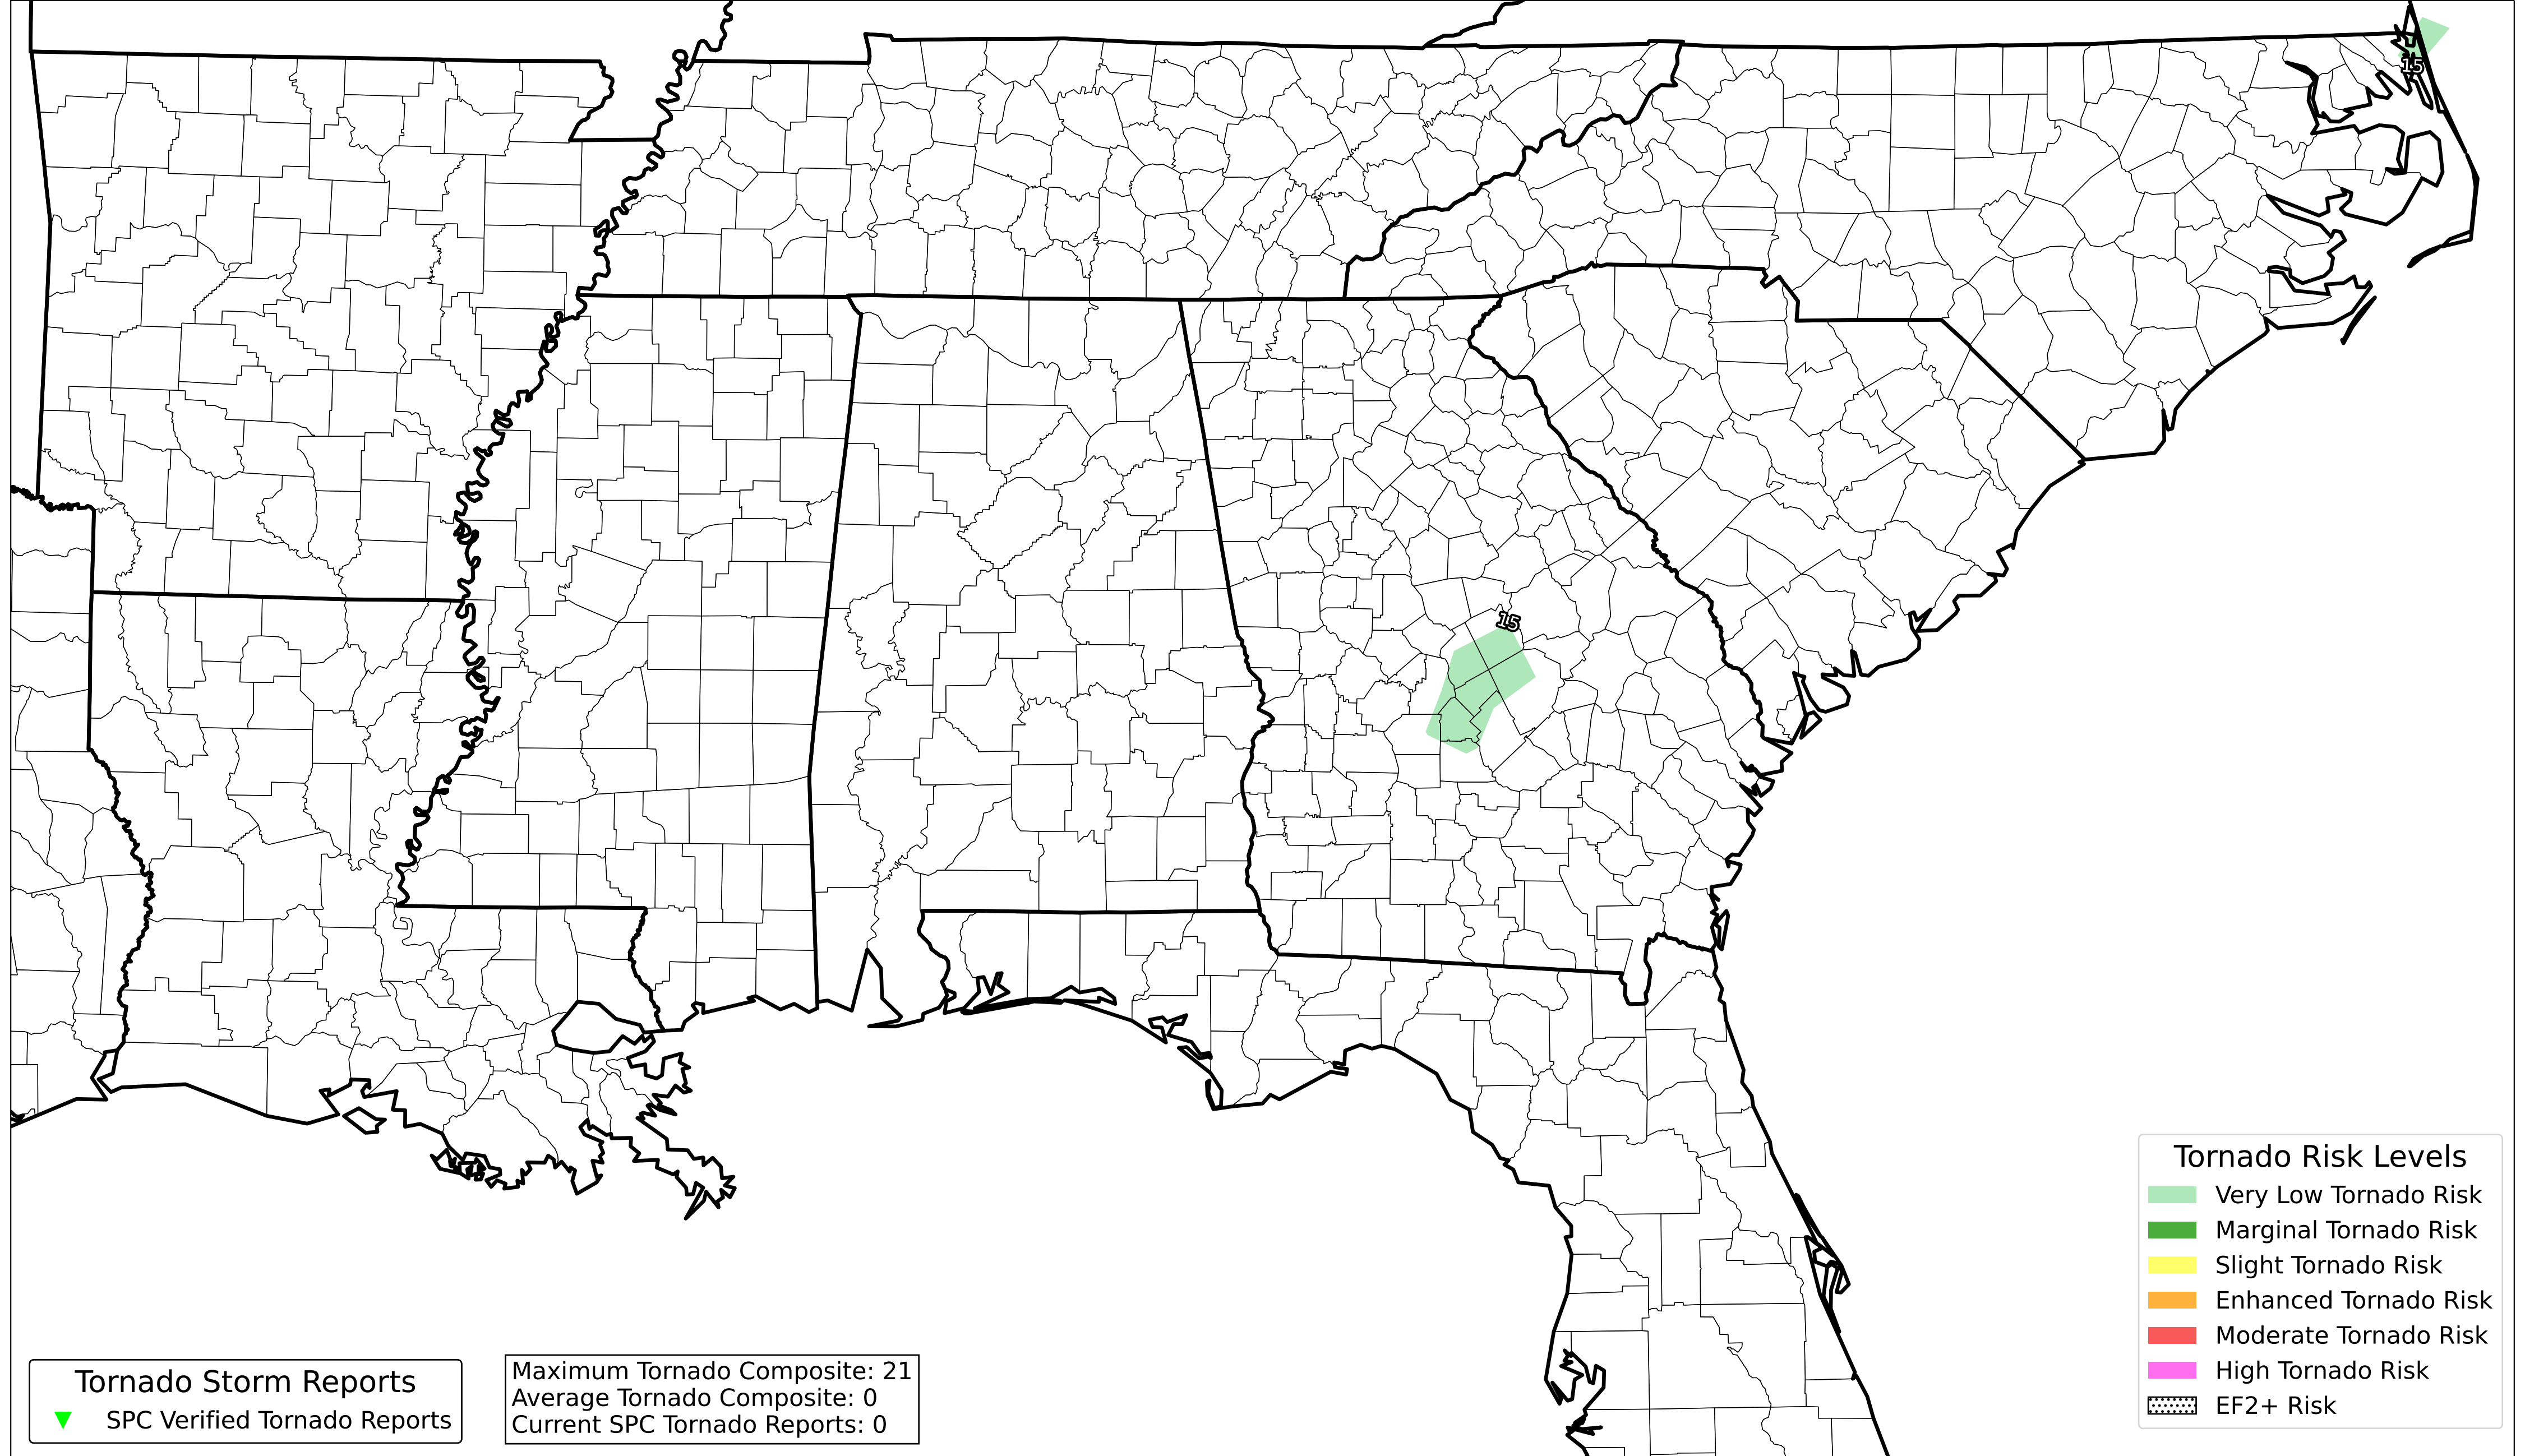 15
15
Tornado Risk Levels
Very Low Tornado Risk
Marginal Tornado Risk
Slight Tornado Risk
Enhanced Tornado Risk
Moderate Tornado Risk
High Tornado Risk
EF2+ Risk
Tornado Storm Reports
SPC Verified Tornado Reports
Maximum Tornado Composite: 21
Average Tornado Composite: 0
Current SPC Tornado Reports: 0